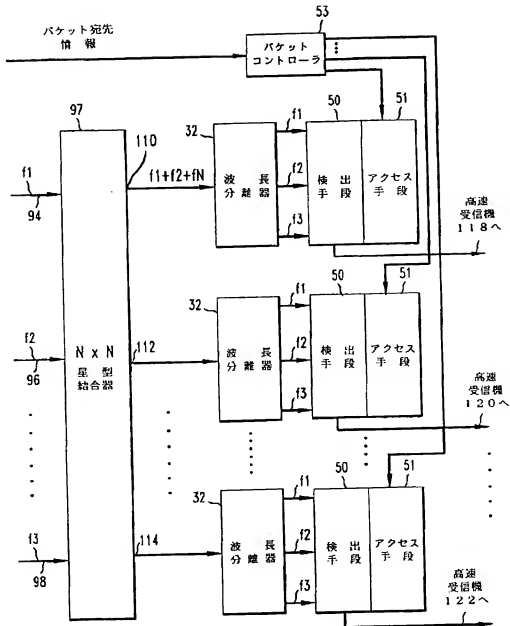 パケット宛先
情 報
53
パケット
コントローラ
97
110
f1
94
f1+f2+fN
32
波 長
分離器
f1
f2
f3
50
51
検 出
手 段
アクセス
手 段
高速
受信機
118へ
f2
96
N x N
星 型
結合器
112
32
波 長
分離器
f1
f2
f3
50
51
検 出
手 段
アクセス
手 段
高速
受信機
120へ
f3
98
114
32
波 長
分離器
f1
f2
f3
50
51
検 出
手 段
アクセス
手 段
高速
受信機
122へ